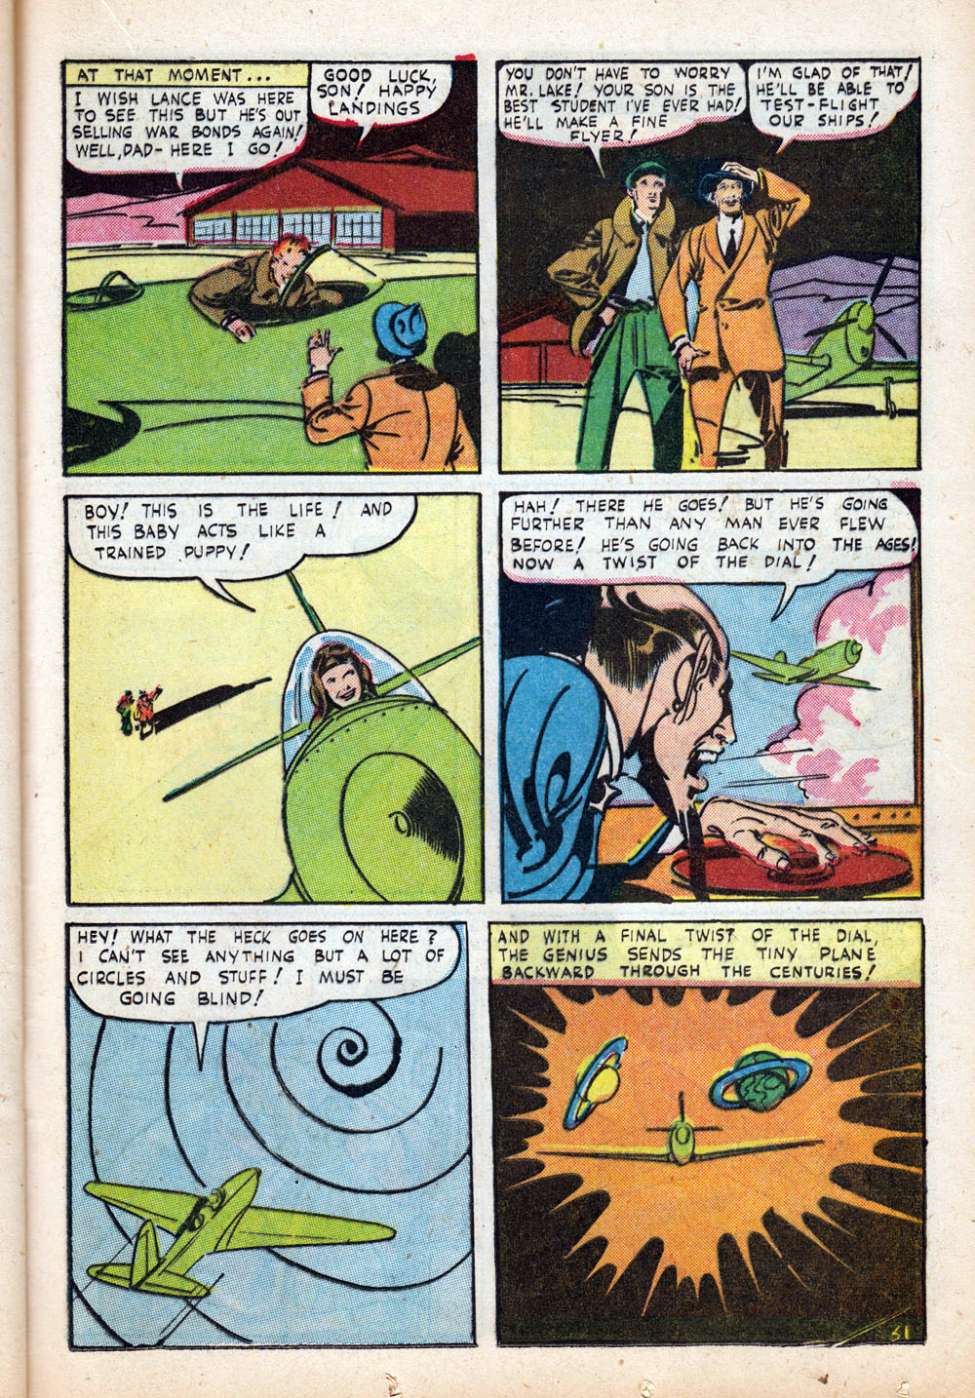 AT THAT MOMENT...
I WISH LANCE WAS HERE
TO SEE THIS BUT HE'S OUT
SELLING WAR BONDS AGAIN!
WELL, DAD- HERE I GO!
GOOD LUCK,
SON! HAPPY
LANDINGS
YOU DON'T HAVE TO WORRY
MR. LAKE! YOUR SON IS THE
BEST STUDENT I'VE EVER HAD!
HE'LL MAKE A FINE
FLYER!
I'M GLAD OF THAT!
HE'LL BE ABLE TO
TEST-FLIGHT
OUR SHIPS!
BOY! THIS IS THE LIFE! AND
THIS BABY ACTS LIKE A
TRAINED PUPPY!
HAH! THERE HE GOES! BUT HE'S GOING
FURTHER THAN ANY MAN EVER FLEW
BEFORE! HE'S GOING BACK INTO THE AGES!
NOW A TWIST OF THE DIAL!
HEY! WHAT THE HECK GOES ON HERE?
I CAN'T SEE ANYTHING BUT A LOT OF
CIRCLES AND STUFF! I MUST BE
GOING BLIND!
AND WITH A FINAL TWIST OF THE DIAL,
THE GENIUS SENDS THE TINY PLANE
BACKWARD THROUGH THE CENTURIES!
51